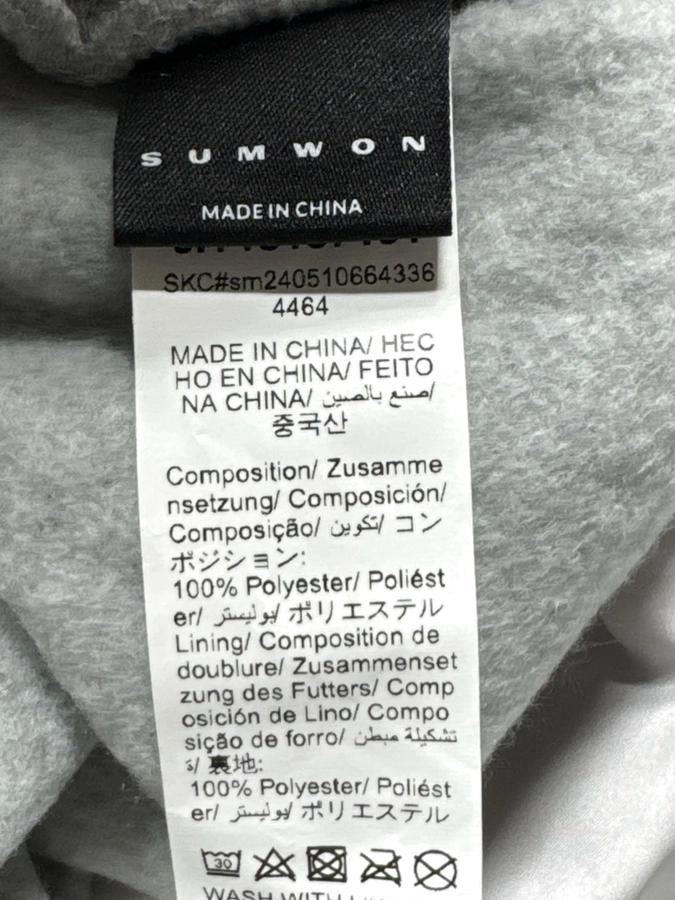 SUMWON
MADE IN CHINA
SKC#sm240510664336
4464
MADE IN CHINA/ HEC
HO EN CHINA/ FEITO
NA CHINA/ صنع بالصين/
중국산
Composition/ Zusamme
nsetzung/ Composición/
Composição/ تكوين/ コン
ポジション:
100% Polyester/ Poliést
er/ بوليستر/ ポリエステル
Lining/ Composition de
doublure/ Zusammenset
zung des Futters/ Comp
osición de Lino/ Compo
sição de forro/ تشكيلة مبطن
ة/ 裏地:
100% Polyester/ Poliést
er/ بوليستر/ ポリエステル
30
WASH WITH